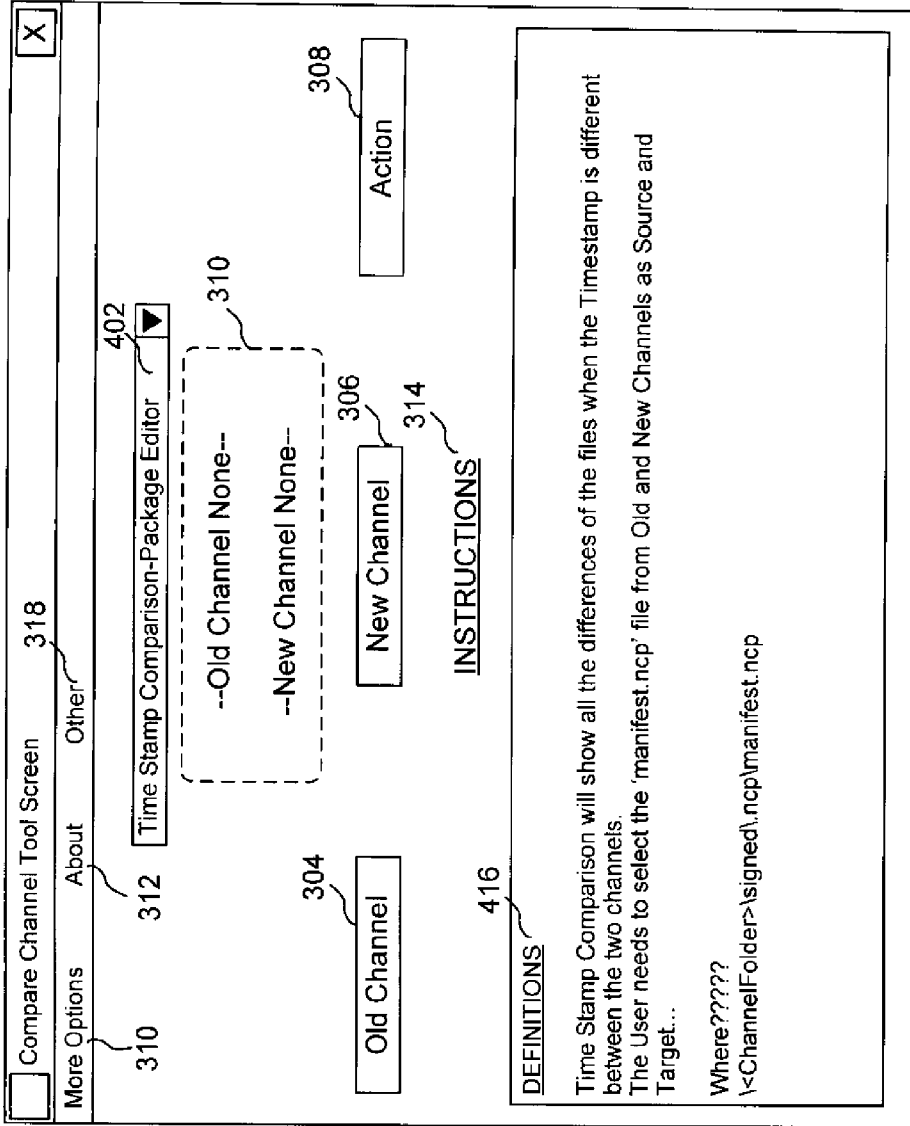 Compare Channel Tool Screen
X
318
More Options
About
Other
310
312
402
Time Stamp Comparison-Package Editor
310
--Old Channel None--
--New Channel None--
304
306
308
Old Channel
New Channel
Action
314
INSTRUCTIONS
416
DEFINITIONS
Time Stamp Comparison will show all the differences of the files when the Timestamp is different
between the two channels.
The User needs to select the 'manifest.ncp' file from Old and New Channels as Source and
Target...
Where?????
\<ChannelFolder>\signed\.ncp\manifest.ncp